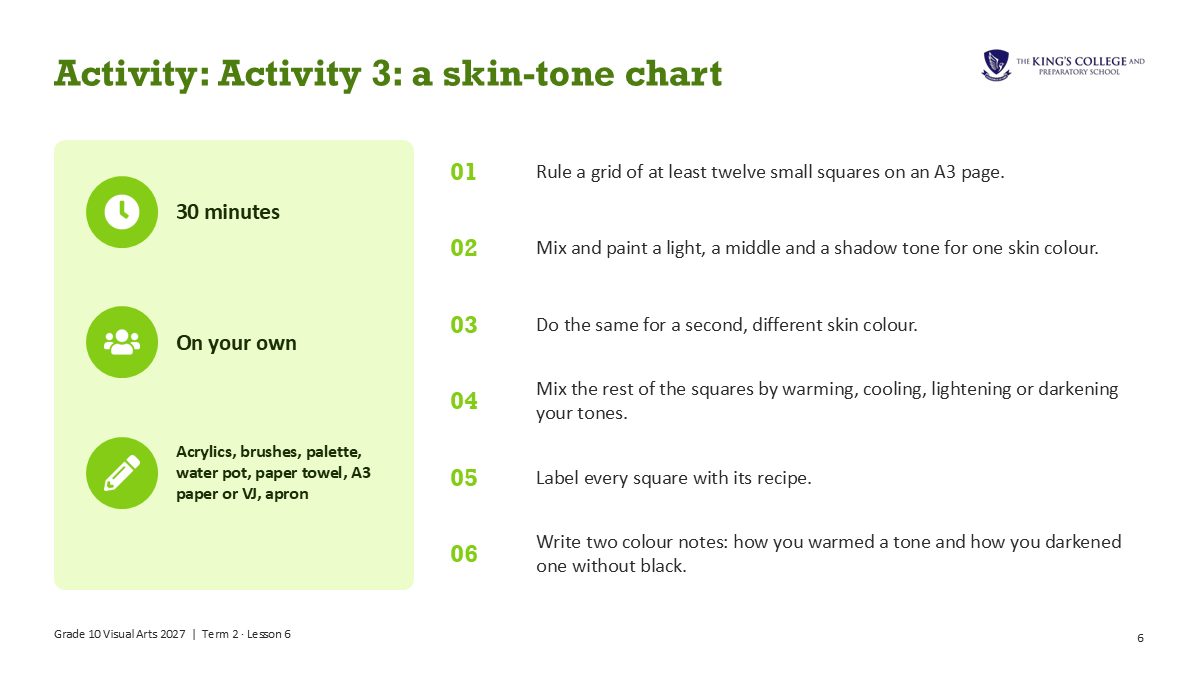 Activity: Activity 3: a skin-tone chart
THE KING'S COLLEGE AND
PREPARATORY SCHOOL
30 minutes
On your own
Acrylics, brushes, palette,
water pot, paper towel, A3
paper or VJ, apron
01
Rule a grid of at least twelve small squares on an A3 page.
02
Mix and paint a light, a middle and a shadow tone for one skin colour.
03
Do the same for a second, different skin colour.
04
Mix the rest of the squares by warming, cooling, lightening or darkening
your tones.
05
Label every square with its recipe.
06
Write two colour notes: how you warmed a tone and how you darkened
one without black.
Grade 10 Visual Arts 2027 | Term 2 · Lesson 6
6